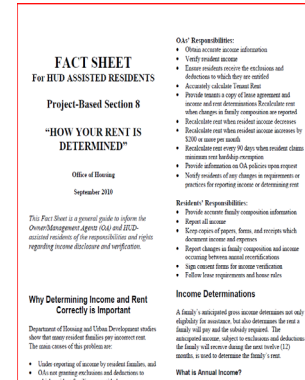 FACT SHEET
For HUD ASSISTED RESIDENTS
Project-Based Section 8
“HOW YOUR RENT IS
DETERMINED”
Office of Housing
September 2010
This Fact Sheet is a general guide to inform the
Owner/Management Agents (OA) and HUD-
assisted residents of the responsibilities and rights
regarding income disclosure and verification.
Why Determining Income and Rent
Correctly is Important
Department of Housing and Urban Development studies
show that many resident families pay incorrect rent.
The main causes of this problem are:
• Under reporting of income by resident families, and
• OAs not granting exclusions and deductions to
OAs’ Responsibilities:
• Obtain accurate income information
• Verify resident income
• Ensure residents receive the exclusions and
deductions to which they are entitled
• Accurately calculate Tenant Rent
• Provide tenants a copy of lease agreement and
income and rent determinations Recalculate rent
when changes in family composition are reported
• Recalculate rent when resident income decreases
• Recalculate rent when resident income increases by
$200 or more per month
• Recalculate rent every 90 days when resident claims
minimum rent hardship exemption
• Provide information on OA policies upon request
• Notify residents of any changes in requirements or
practices for reporting income or determining rent
Residents’ Responsibilities:
• Provide accurate family composition information
• Report all income
• Keep copies of papers, forms, and receipts which
document income and expenses
• Report changes in family composition and income
occurring between annual recertifications
• Sign consent forms for income verification
• Follow lease requirements and house rules
Income Determinations
A family’s anticipated gross income determines not only
eligibility for assistance, but also determines the rent a
family will pay and the subsidy required. The
anticipated income, subject to exclusions and deductions
the family will receive during the next twelve (12)
months, is used to determine the family’s rent.
What is Annual Income?